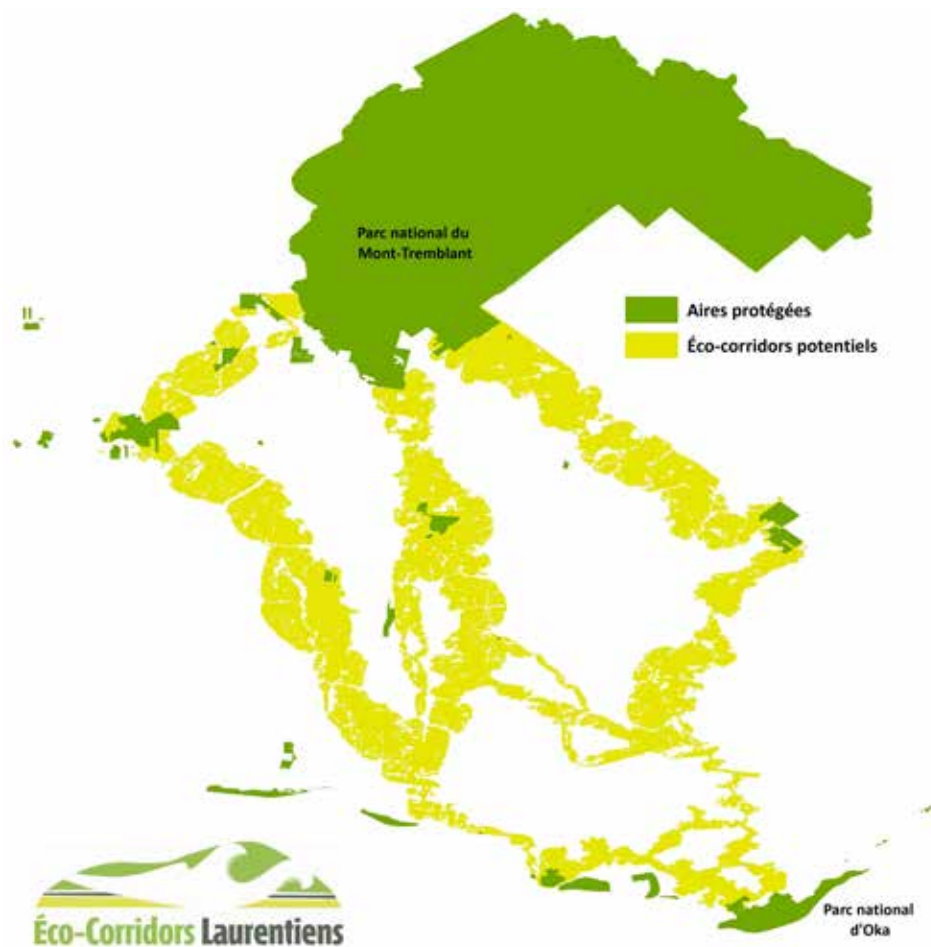 Parc national du
Mont-Tremblant
Aires protégées
Éco-corridors potentiels
Éco-Corridors Laurentiens
Parc national
d'Oka